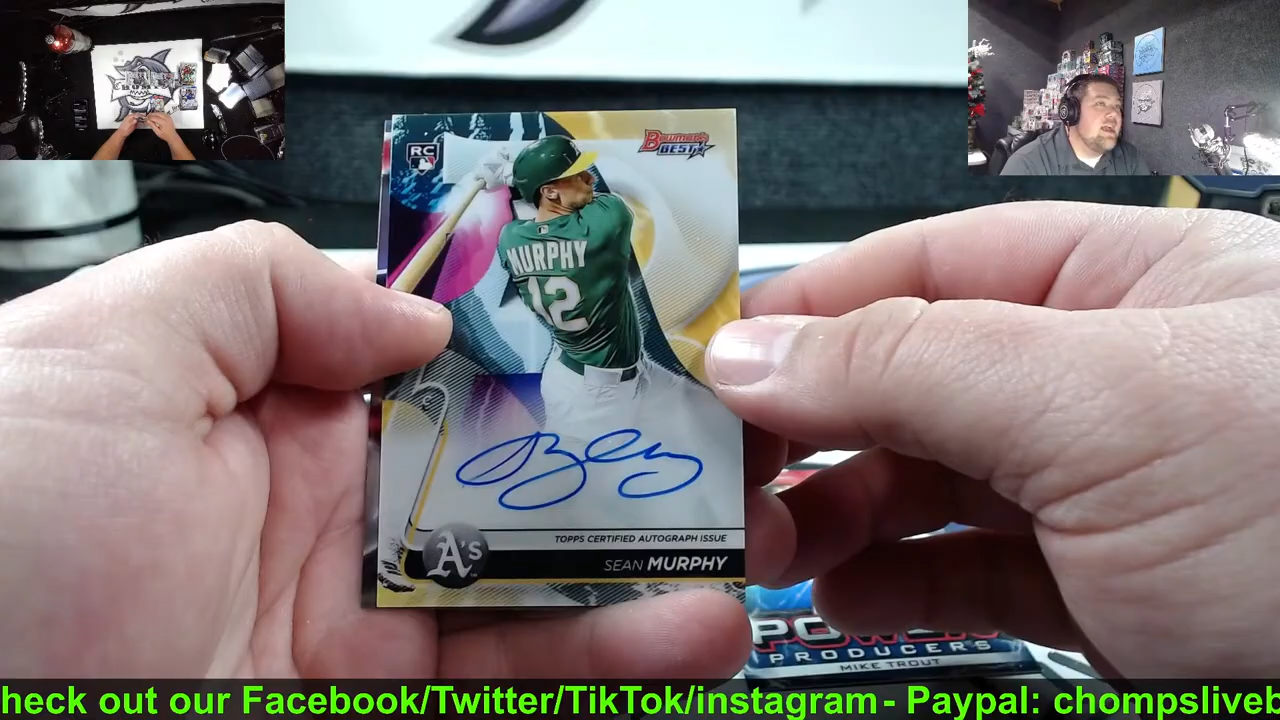 RC
Bowman's
BEST
MURPHY
12
TOPPS CERTIFIED AUTOGRAPH ISSUE
A's
SEAN MURPHY
POWER
PRODUCERS
MIKE TROUT
heck out our Facebook/Twitter/TikTok/instagram - Paypal: chompsliveb